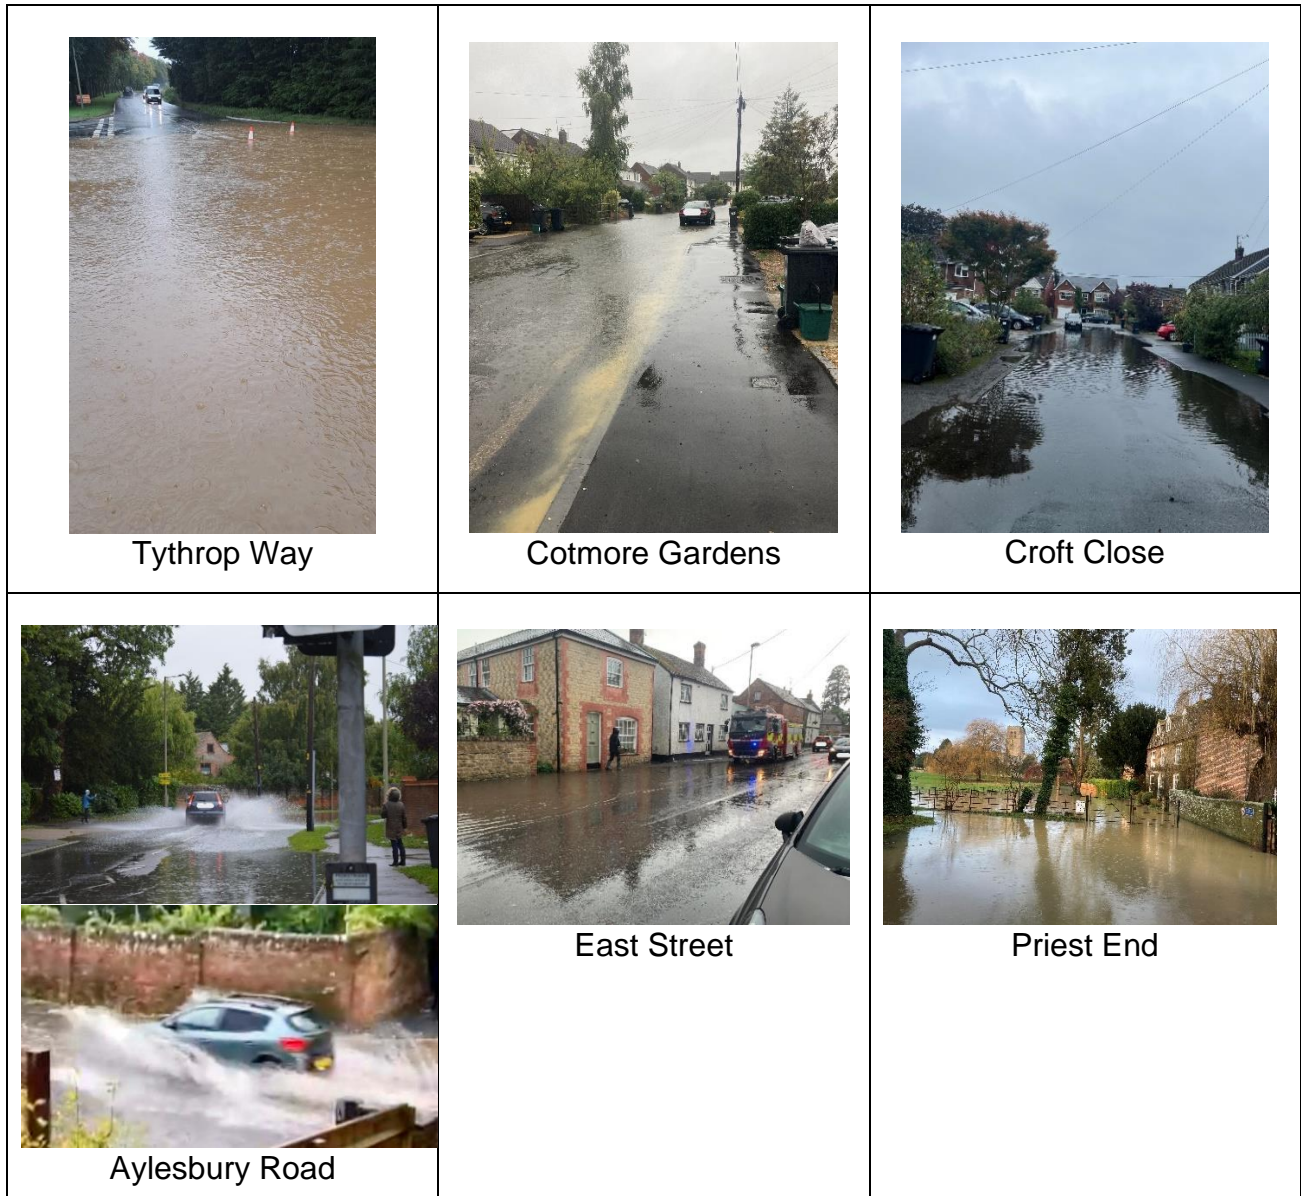 Tythrop Way
Cotmore Gardens
Croft Close
Aylesbury Road
East Street
Priest End